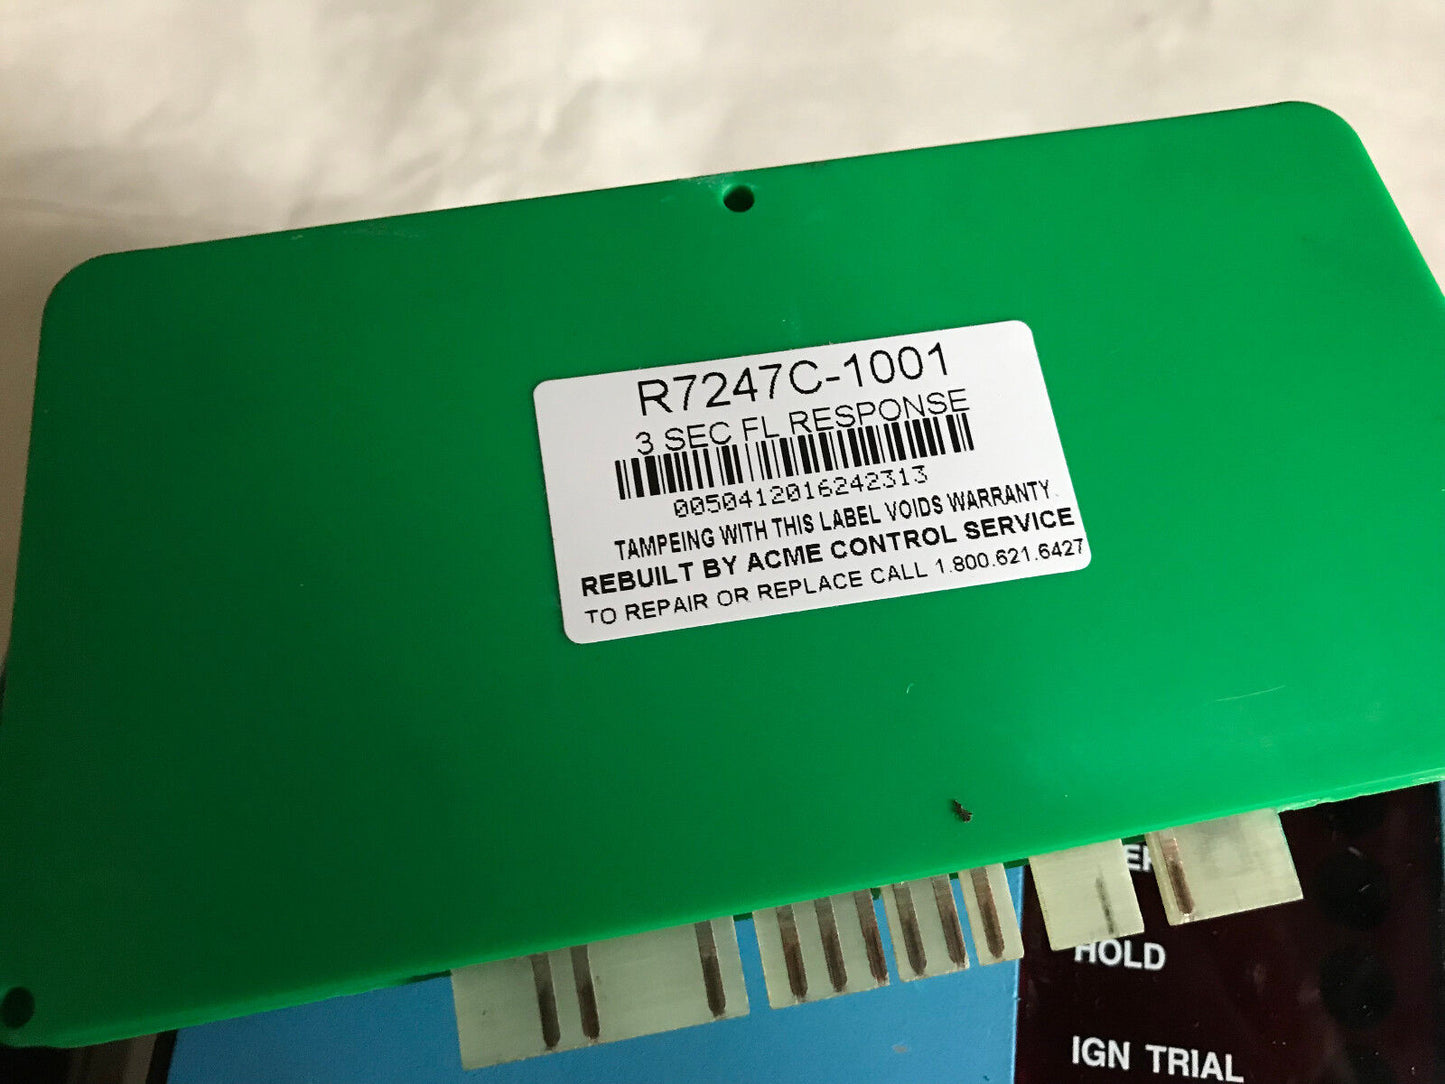 R7247C-1001
3 SEC FL RESPONSE
0050412016242313
TAMPEING WITH THIS LABEL VOIDS WARRANTY.
REBUILT BY ACME CONTROL SERVICE
TO REPAIR OR REPLACE CALL 1.800.621.6427
HOLD
IGN TRIAL